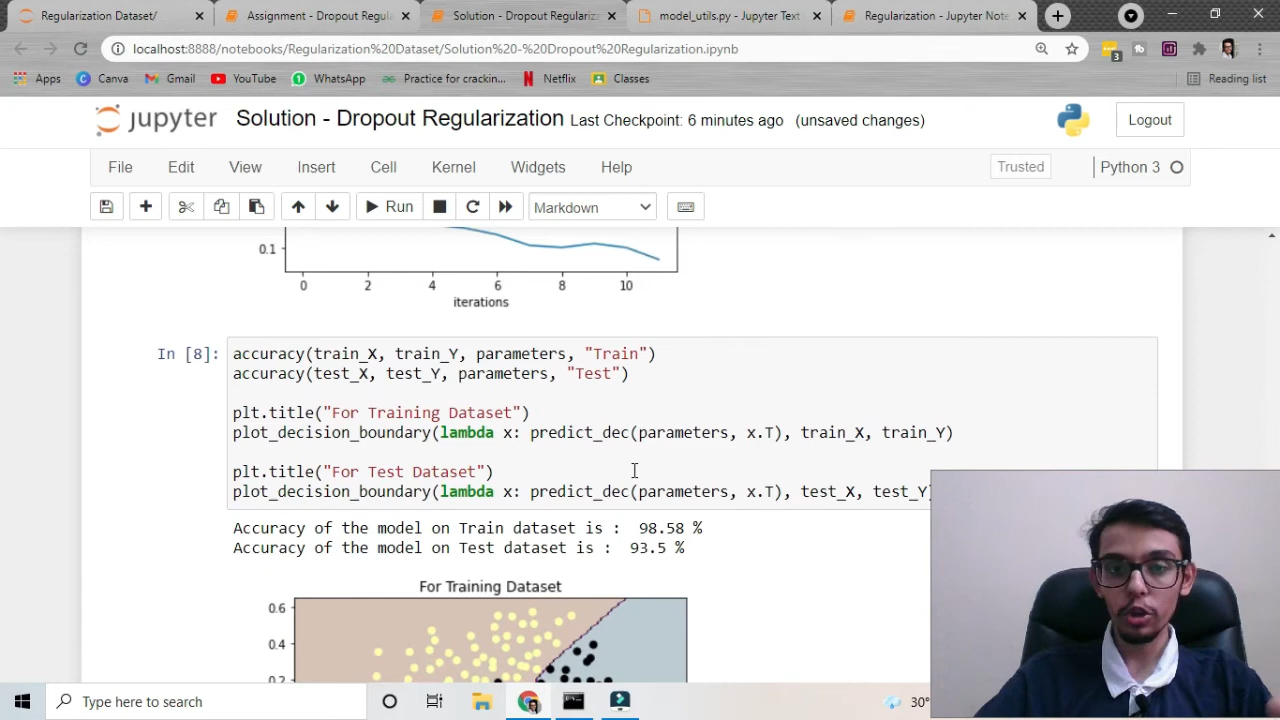 Regularization Dataset/
Assignment - Dropout Regula
Solution - Dropout Regulariz
model_utils.py - Jupyter Text
Regularization - Jupyter Note
localhost:8888/notebooks/Regularization%20Dataset/Solution%20-%20Dropout%20Regularization.ipynb
3
Apps
Canva
Gmail
YouTube
WhatsApp
Practice for crackin...
Netflix
Classes
Reading list
jupyter Solution - Dropout Regularization Last Checkpoint: 6 minutes ago (unsaved changes)
Logout
File Edit View Insert Cell Kernel Widgets Help
Trusted
Python 3
Run
Markdown
0.1
0 2 4 6 8 10
iterations
In [8]:
accuracy(train_X, train_Y, parameters, "Train")
accuracy(test_X, test_Y, parameters, "Test")
plt.title("For Training Dataset")
plot_decision_boundary(lambda x: predict_dec(parameters, x.T), train_X, train_Y)
plt.title("For Test Dataset")
plot_decision_boundary(lambda x: predict_dec(parameters, x.T), test_X, test_Y)
Accuracy of the model on Train dataset is : 98.58 %
Accuracy of the model on Test dataset is : 93.5 %
For Training Dataset
0.6
0.4
0.2
Type here to search
30°